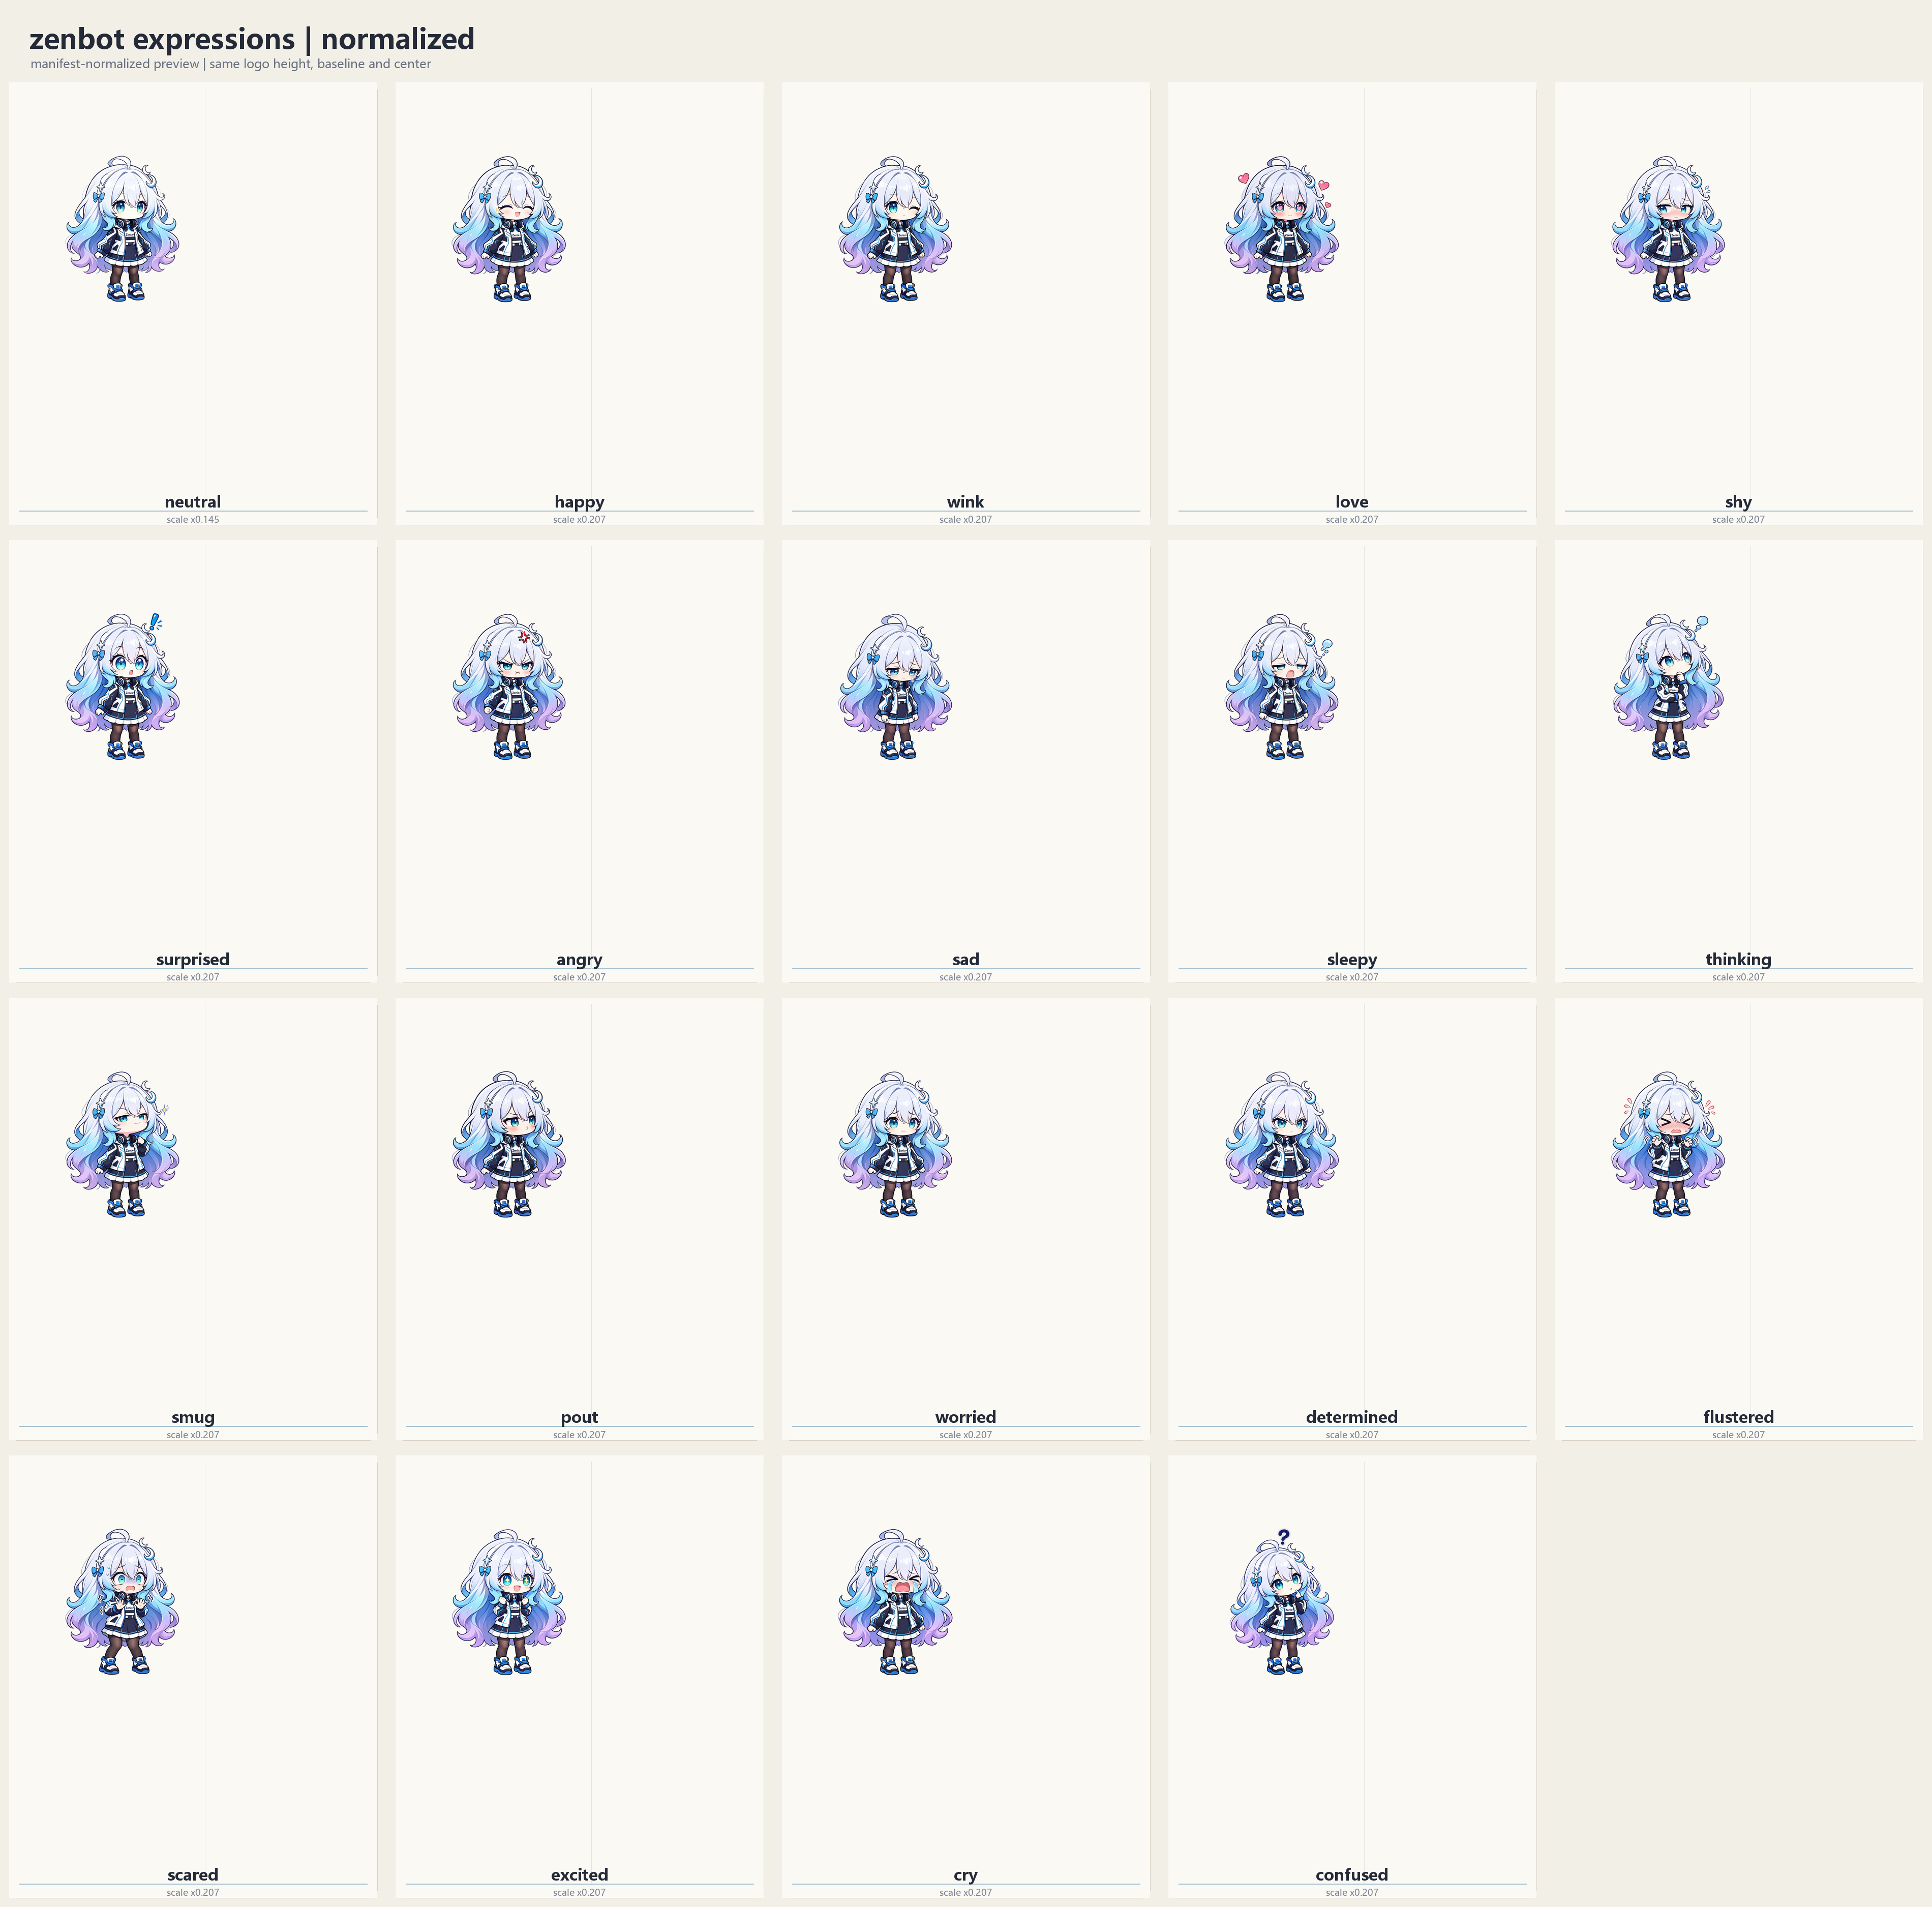 zenbot expressions | normalized
manifest-normalized preview | same logo height, baseline and center
neutral
scale x0.145
happy
scale x0.207
wink
scale x0.207
love
scale x0.207
shy
scale x0.207
!
surprised
scale x0.207
angry
scale x0.207
sad
scale x0.207
sleepy
scale x0.207
thinking
scale x0.207
smug
scale x0.207
pout
scale x0.207
worried
scale x0.207
determined
scale x0.207
flustered
scale x0.207
?
scared
scale x0.207
excited
scale x0.207
cry
scale x0.207
confused
scale x0.207